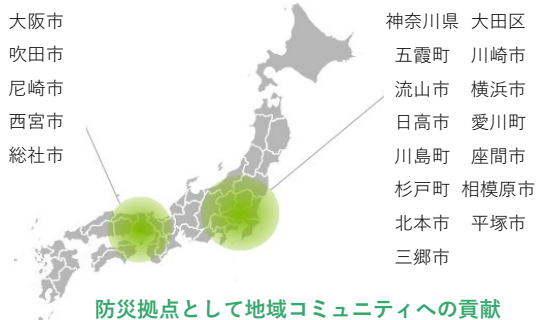 大阪市
吹田市
尼崎市
西宮市
総社市
神奈川県 大田区
五霞町 川崎市
流山市 横浜市
日高市 愛川町
川島町 座間市
杉戸町 相模原市
北本市 平塚市
三郷市
防災拠点として地域コミュニティへの貢献